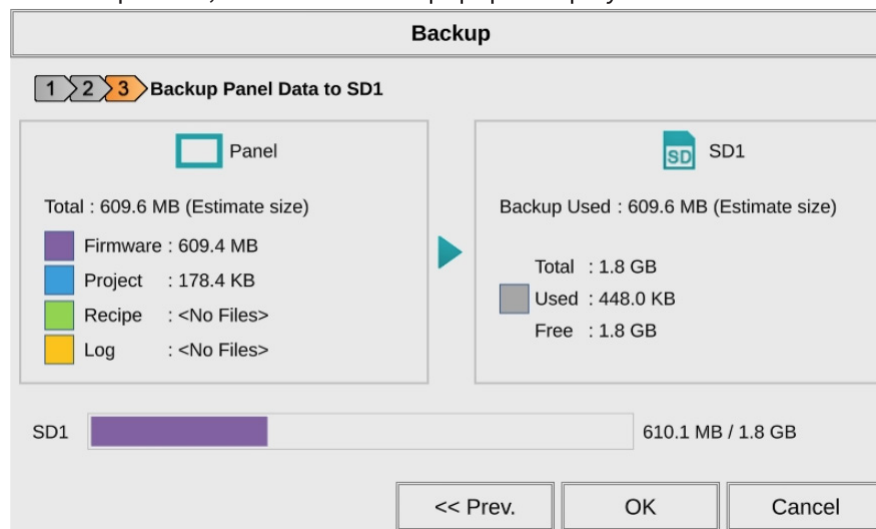 Backup
1 2 3 Backup Panel Data to SD1
Panel
Total : 609.6 MB (Estimate size)
Firmware : 609.4 MB
Project : 178.4 KB
Recipe : <No Files>
Log : <No Files>
SD SD1
Backup Used : 609.6 MB (Estimate size)
Total : 1.8 GB
Used : 448.0 KB
Free : 1.8 GB
SD1 610.1 MB / 1.8 GB
<< Prev. OK Cancel